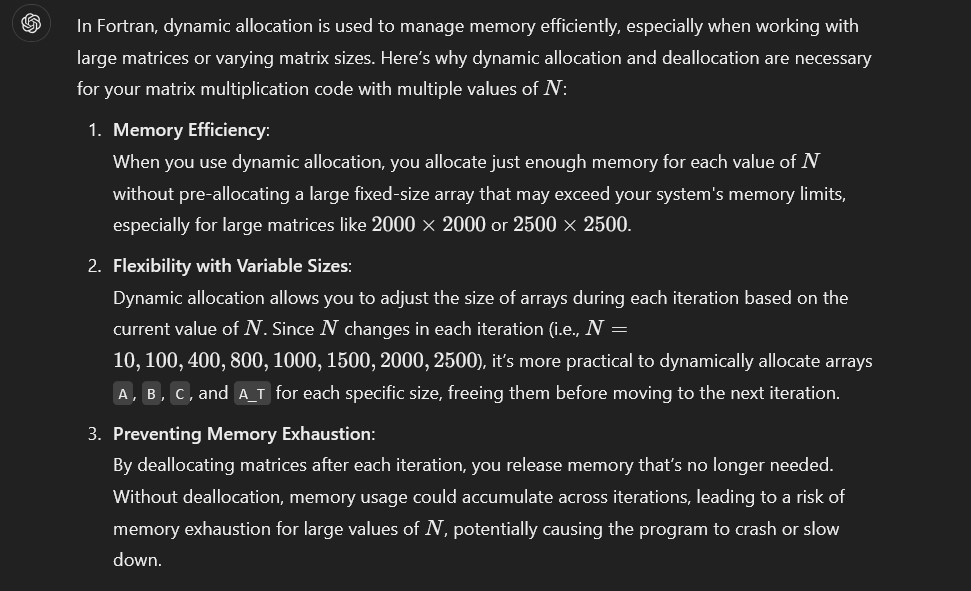 In Fortran, dynamic allocation is used to manage memory efficiently, especially when working with
large matrices or varying matrix sizes. Here’s why dynamic allocation and deallocation are necessary
for your matrix multiplication code with multiple values of N:
1. Memory Efficiency:
When you use dynamic allocation, you allocate just enough memory for each value of N
without pre-allocating a large fixed-size array that may exceed your system's memory limits,
especially for large matrices like 2000 × 2000 or 2500 × 2500.
2. Flexibility with Variable Sizes:
Dynamic allocation allows you to adjust the size of arrays during each iteration based on the
current value of N. Since N changes in each iteration (i.e., N =
10, 100, 400, 800, 1000, 1500, 2000, 2500), it’s more practical to dynamically allocate arrays
A, B, C, and A_T for each specific size, freeing them before moving to the next iteration.
3. Preventing Memory Exhaustion:
By deallocating matrices after each iteration, you release memory that’s no longer needed.
Without deallocation, memory usage could accumulate across iterations, leading to a risk of
memory exhaustion for large values of N, potentially causing the program to crash or slow
down.